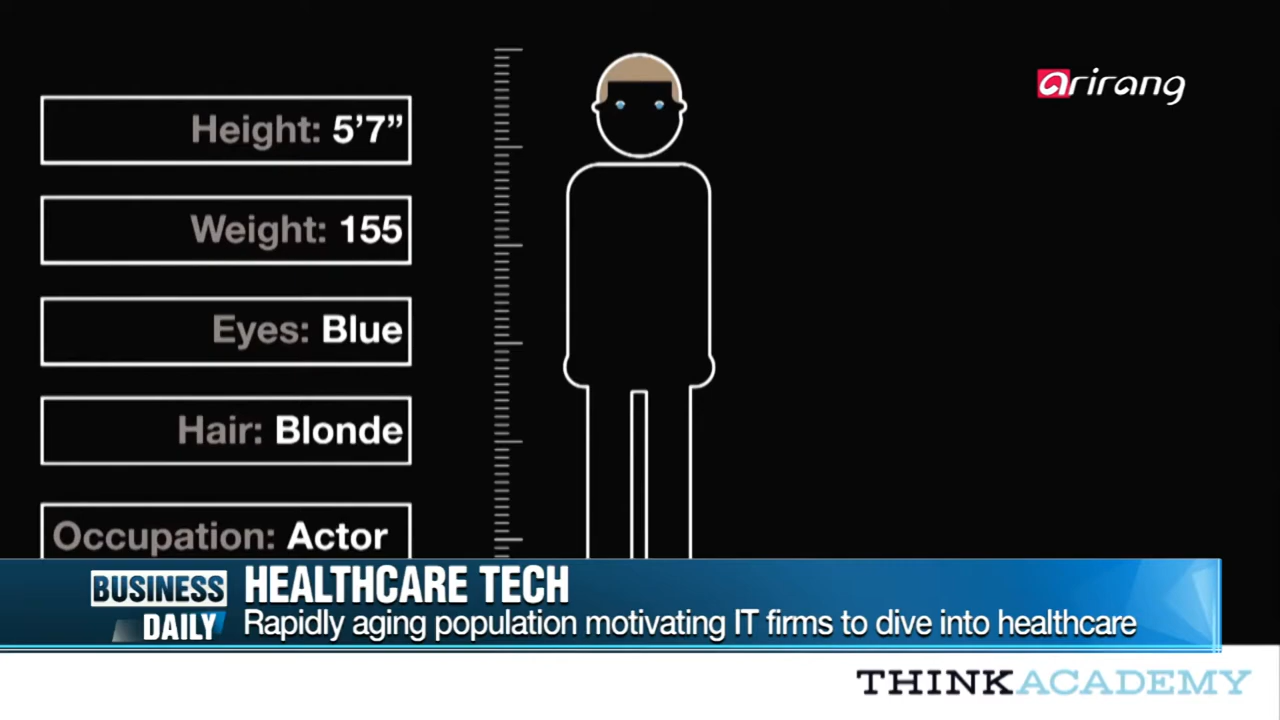 arirang
Height: 5’7”
Weight: 155
Eyes: Blue
Hair: Blonde
Occupation: Actor
BUSINESS DAILY
HEALTHCARE TECH
Rapidly aging population motivating IT firms to dive into healthcare
THINKACADEMY